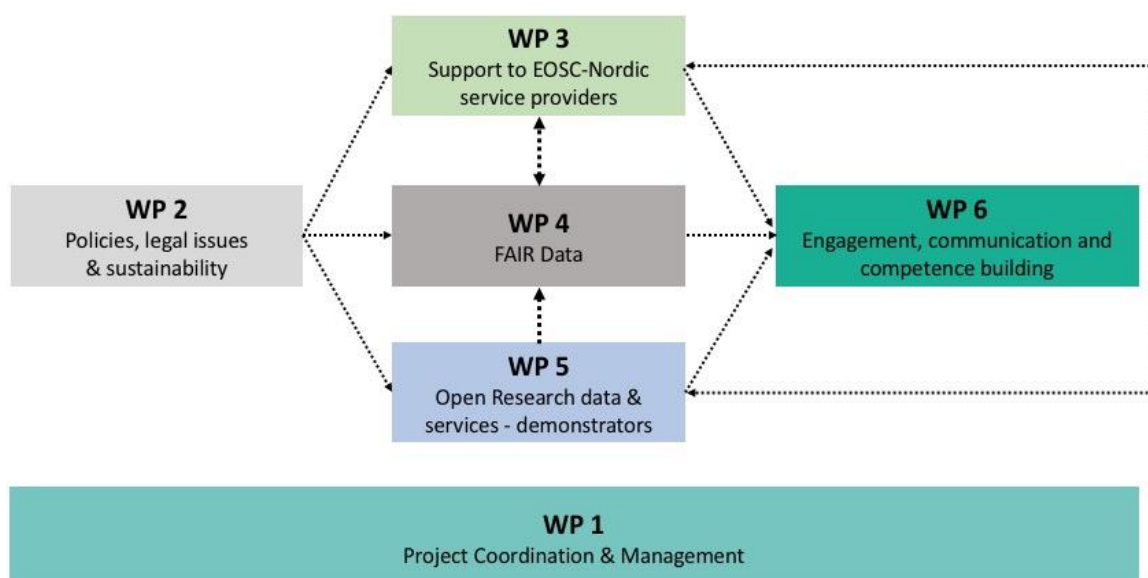 WP 3
Support to EOSC-Nordic
service providers
WP 2
Policies, legal issues
& sustainability
WP 4
FAIR Data
WP 6
Engagement, communication and
competence building
WP 5
Open Research data &
services - demonstrators
WP 1
Project Coordination & Management